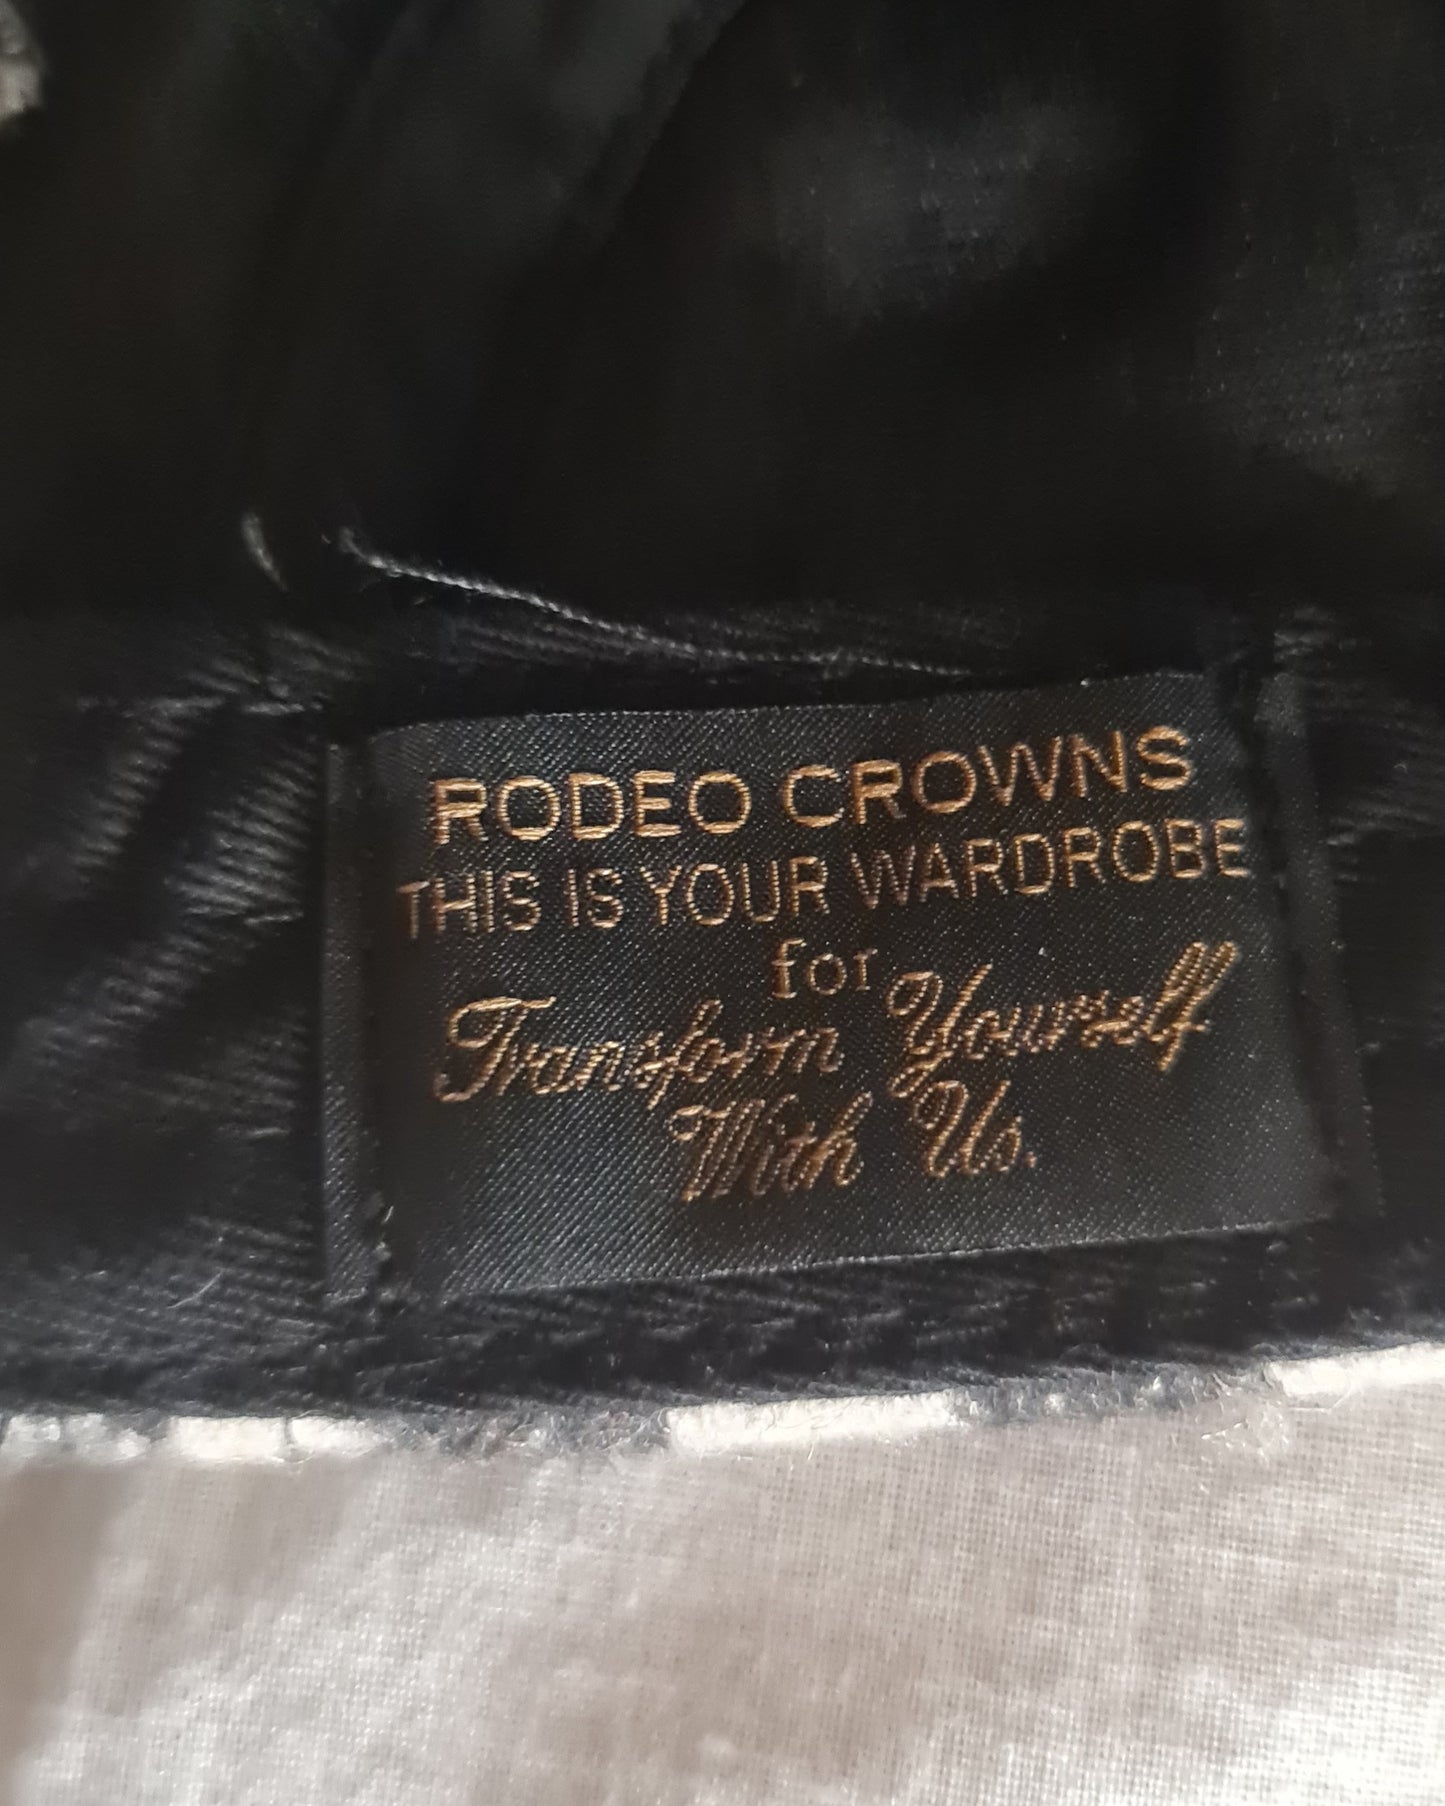 RODEO CROWNS
THIS IS YOUR WARDROBE
for
Transform Yourself
With Us.